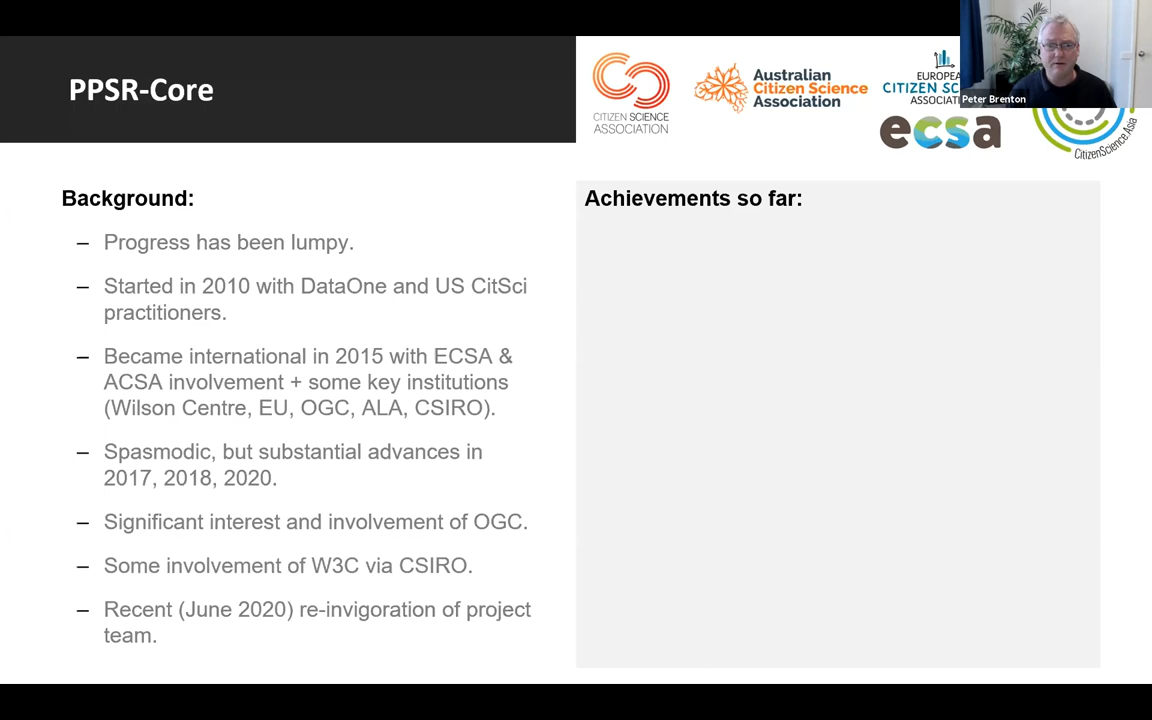 PPSR-Core
CITIZEN SCIENCE
ASSOCIATION
Australian
Citizen Science
Association
EUROPEA
CITIZEN SC
ASSOCIAT
ecsa
CitizenScience.Asia
Peter Brenton
Background:
– Progress has been lumpy.
– Started in 2010 with DataOne and US CitSci
practitioners.
– Became international in 2015 with ECSA &
ACSA involvement + some key institutions
(Wilson Centre, EU, OGC, ALA, CSIRO).
– Spasmodic, but substantial advances in
2017, 2018, 2020.
– Significant interest and involvement of OGC.
– Some involvement of W3C via CSIRO.
– Recent (June 2020) re-invigoration of project
team.
Achievements so far: